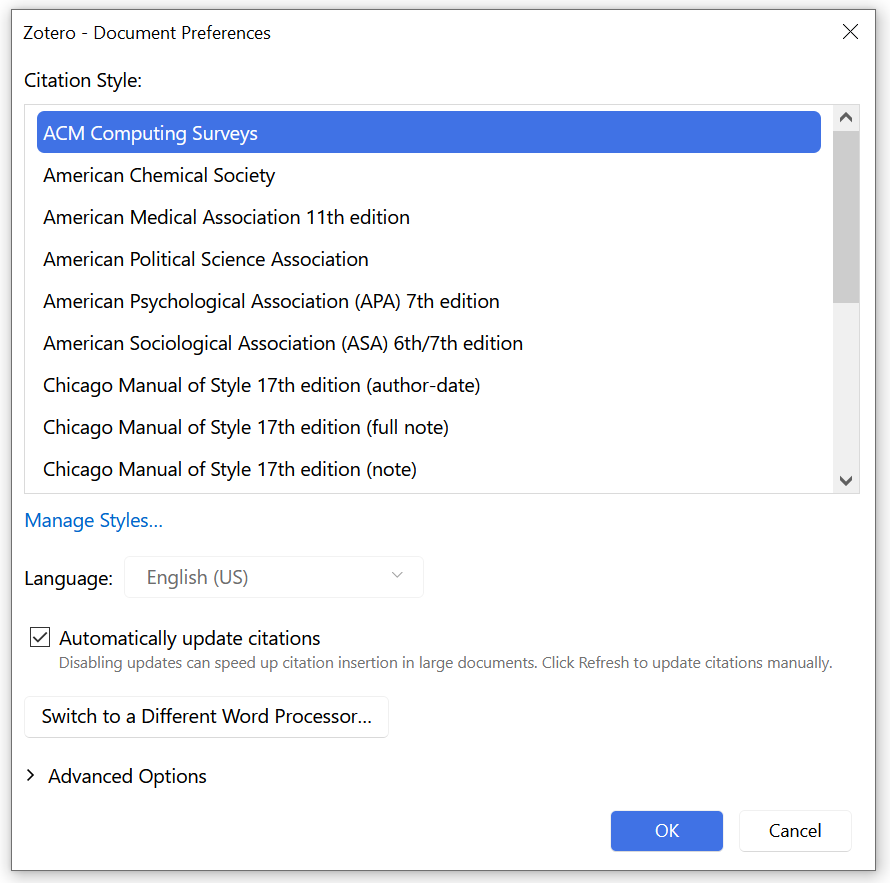 Zotero - Document Preferences
Citation Style:
ACM Computing Surveys
American Chemical Society
American Medical Association 11th edition
American Political Science Association
American Psychological Association (APA) 7th edition
American Sociological Association (ASA) 6th/7th edition
Chicago Manual of Style 17th edition (author-date)
Chicago Manual of Style 17th edition (full note)
Chicago Manual of Style 17th edition (note)
Manage Styles...
Language: English (US)
Automatically update citations
Disabling updates can speed up citation insertion in large documents. Click Refresh to update citations manually.
Switch to a Different Word Processor...
Advanced Options
OK Cancel